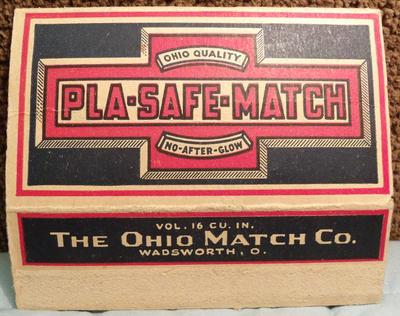 OHIO QUALITY
PLA-SAFE-MATCH
NO-AFTER-GLOW
VOL. 16 CU. IN.
THE OHIO MATCH CO.
WADSWORTH, O.